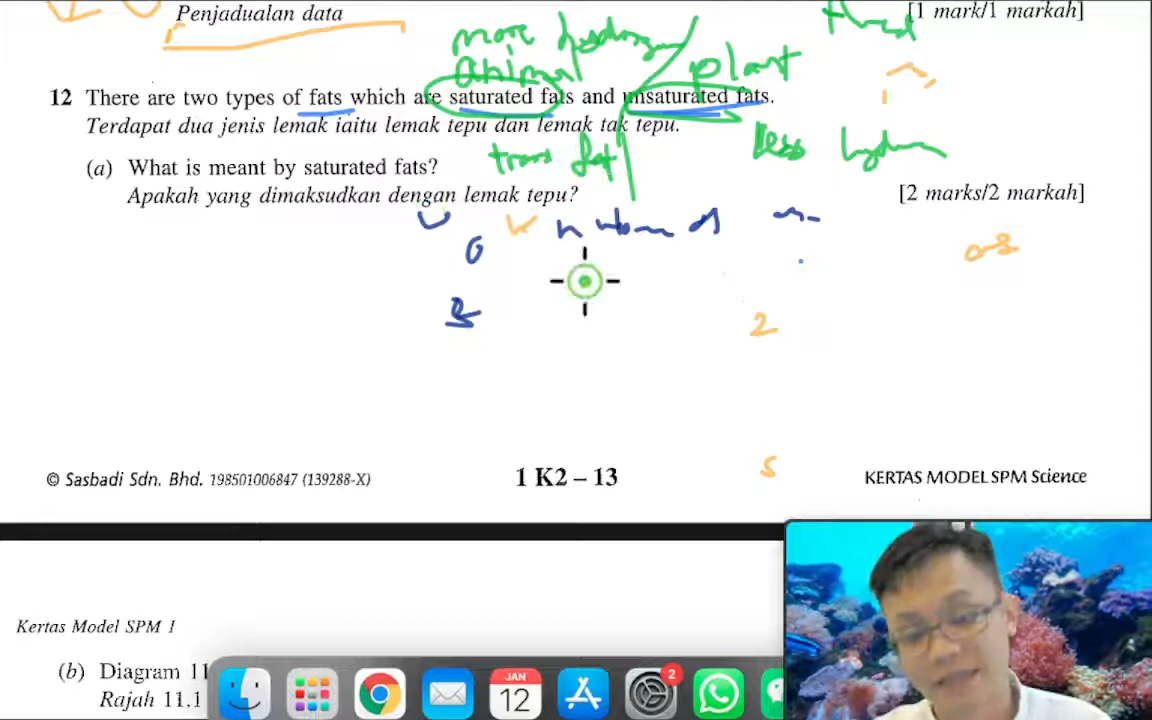 Penjadualan data
[1 mark/1 markah]
more hydrogen
animal
plant
12 There are two types of fats which are saturated fats and unsaturated fats.
Terdapat dua jenis lemak iaitu lemak tepu dan lemak tak tepu.
trans fat
less hydrogen
(a) What is meant by saturated fats?
Apakah yang dimaksudkan dengan lemak tepu?
[2 marks/2 markah]
number of
2
5
© Sasbadi Sdn. Bhd. 198501006847 (139288-X)
1 K2 – 13
KERTAS MODEL SPM Science
Kertas Model SPM 1
(b) Diagram 11
Rajah 11.1
JAN
12
2